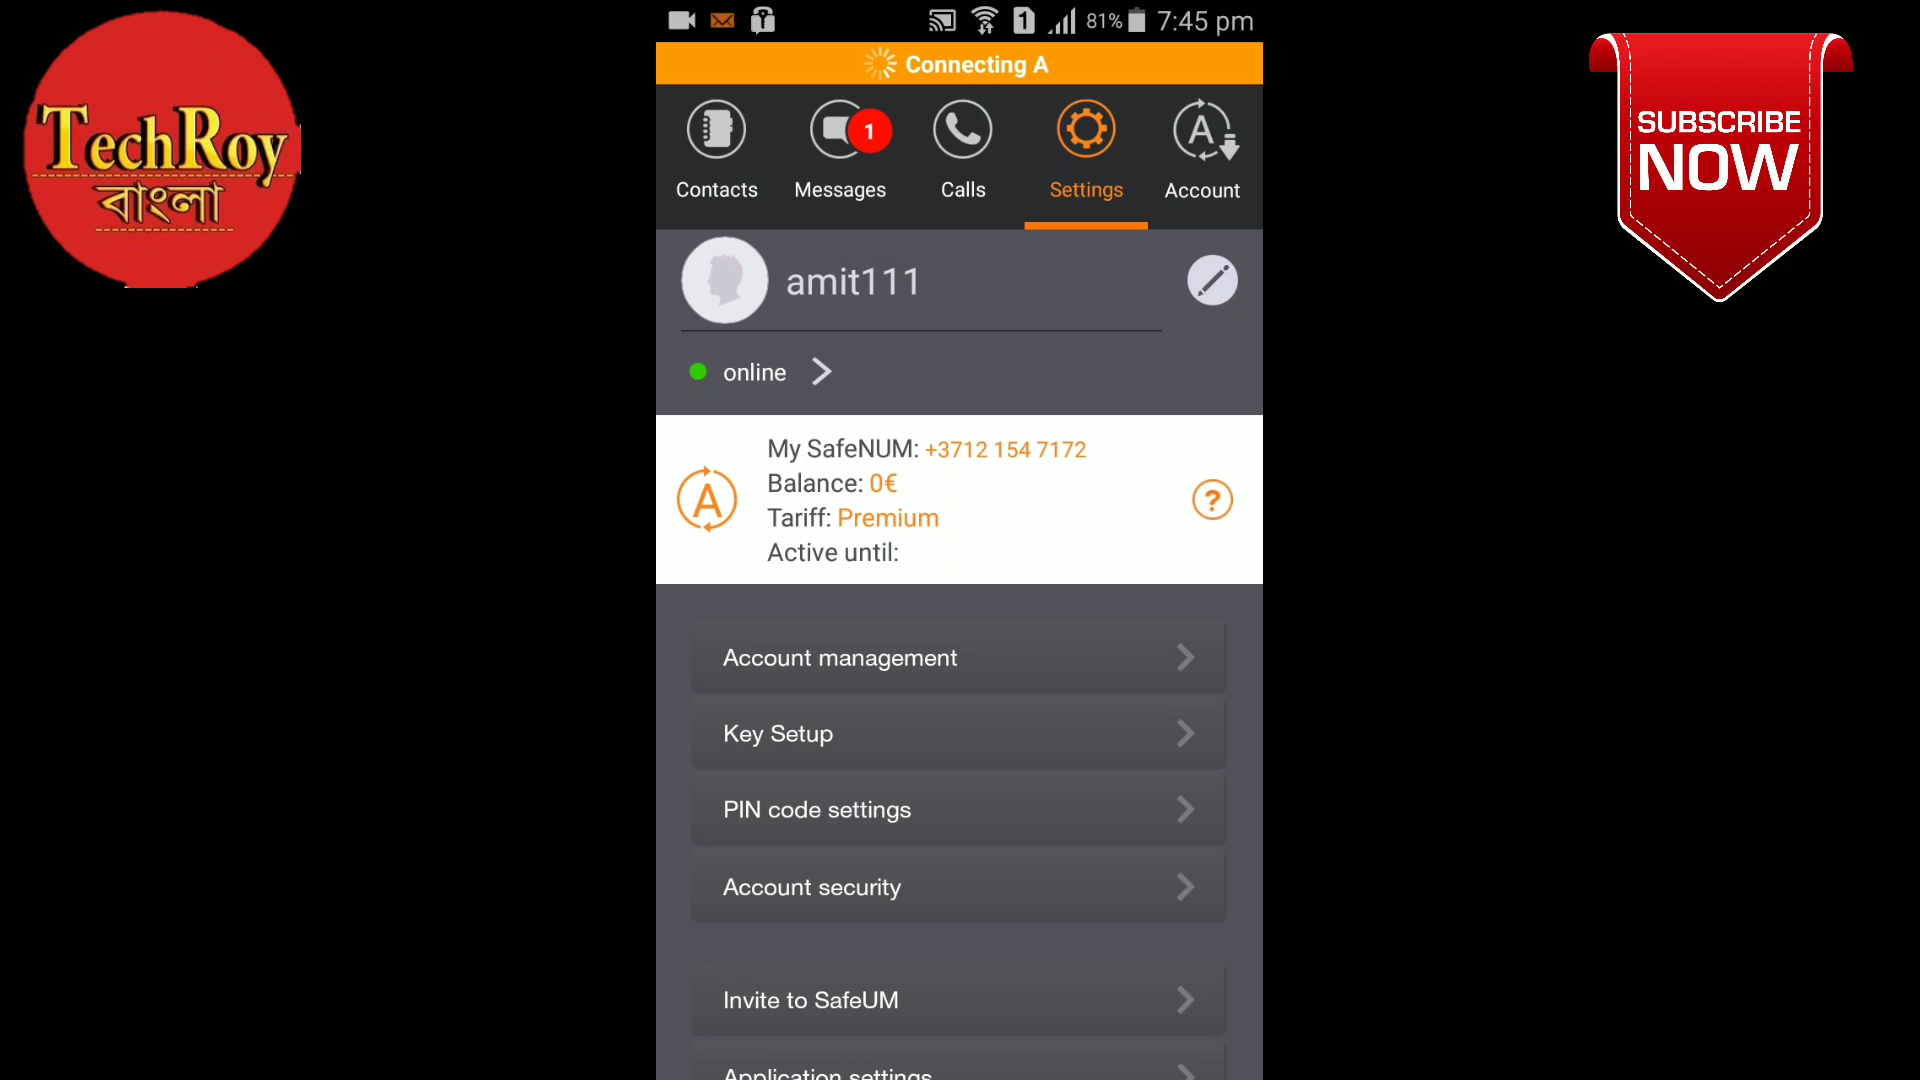 TechRoy
বাংলা
81% 7:45 pm
1
Connecting A
1
A
Contacts Messages Calls Settings Account
amit111
online
My SafeNUM: +3712 154 7172
Balance: 0€
Tariff: Premium
Active until:
A
?
Account management
Key Setup
PIN code settings
Account security
Invite to SafeUM
Application settings
SUBSCRIBE
NOW